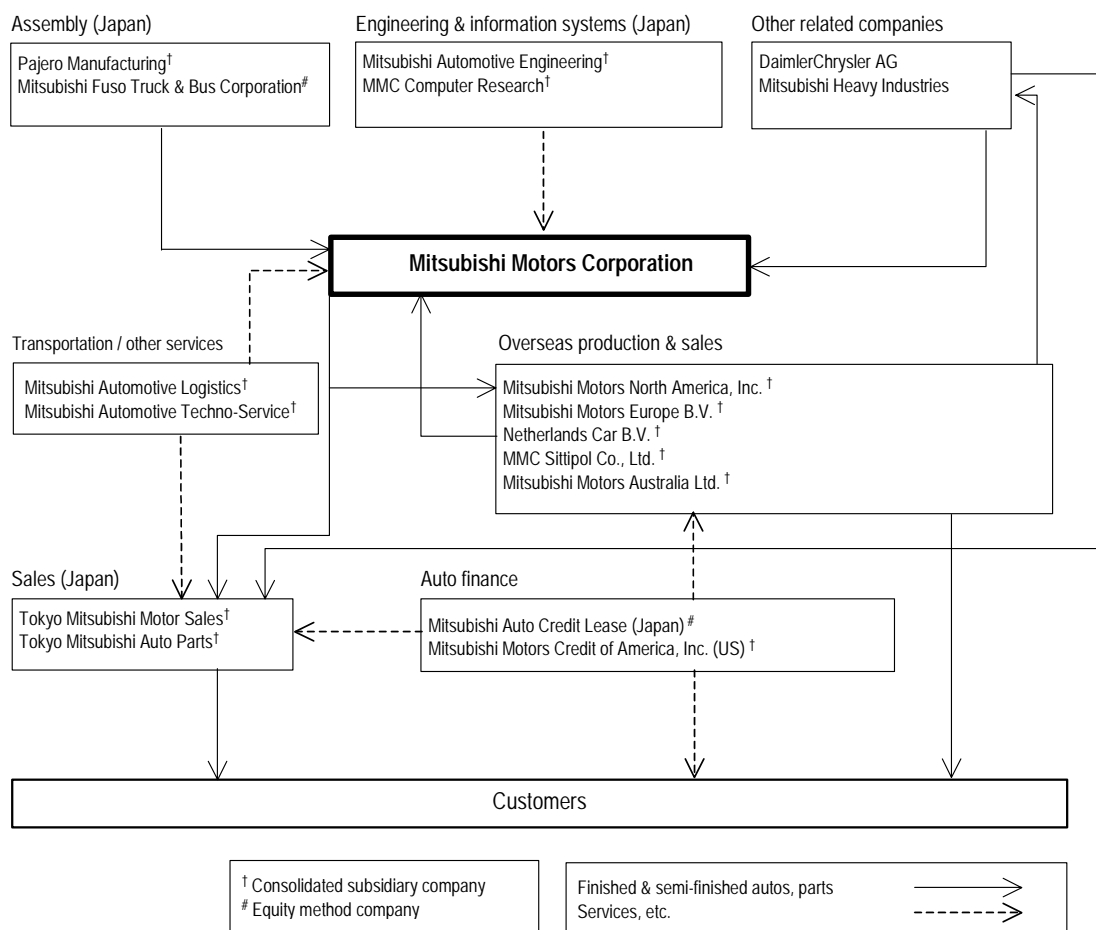 Assembly (Japan)
Pajero Manufacturing†
Mitsubishi Fuso Truck & Bus Corporation#
Engineering & information systems (Japan)
Mitsubishi Automotive Engineering†
MMC Computer Research†
Other related companies
DaimlerChrysler AG
Mitsubishi Heavy Industries
Mitsubishi Motors Corporation
Transportation / other services
Mitsubishi Automotive Logistics†
Mitsubishi Automotive Techno-Service†
Overseas production & sales
Mitsubishi Motors North America, Inc. †
Mitsubishi Motors Europe B.V. †
Netherlands Car B.V. †
MMC Sittipol Co., Ltd. †
Mitsubishi Motors Australia Ltd. †
Sales (Japan)
Tokyo Mitsubishi Motor Sales†
Tokyo Mitsubishi Auto Parts†
Auto finance
Mitsubishi Auto Credit Lease (Japan) #
Mitsubishi Motors Credit of America, Inc. (US) †
Customers
† Consolidated subsidiary company
# Equity method company
Finished & semi-finished autos, parts
Services, etc.